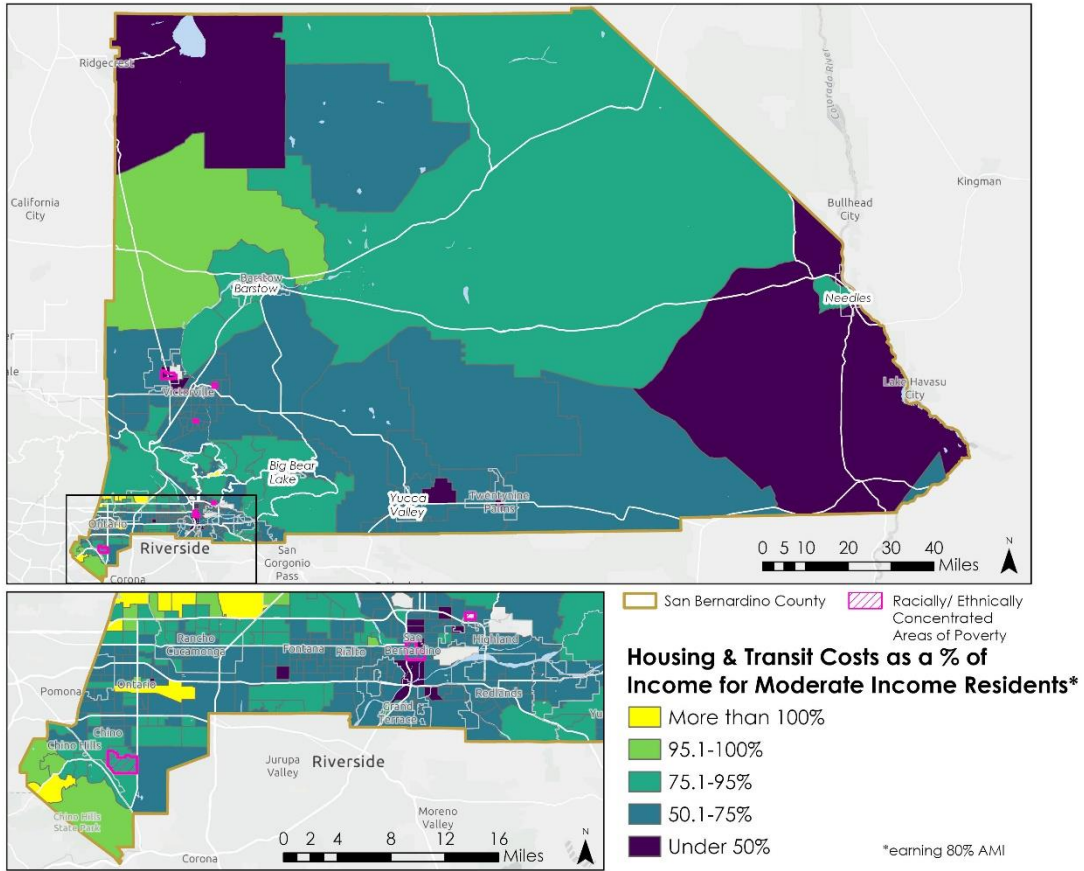 Ridgecrest
Colorado River
California
City
Kingman
Bullhead
City
Barstow
Barstow
Needles
Lake Havasu
City
Victorville
Big Bear
Lake
Yucca
Valley
Twentynine
Palms
Ontario
Riverside
San
Gorgonio
Pass
Corona
0 5 10 20 30 40
Miles
N
San Bernardino County
Racially/ Ethnically
Concentrated
Areas of Poverty
Housing & Transit Costs as a % of
Income for Moderate Income Residents*
More than 100%
95.1-100%
75.1-95%
50.1-75%
Under 50%
*earning 80% AMI
Rancho
Cucamonga
Fontana
Rialto
San
Bernardino
Highland
Pomona
Ontario
Redlands
Grand
Terrace
Yu
Chino
Chino Hills
Jurupa
Valley
Riverside
Moreno
Valley
Chino Hills
State Park
Corona
0 2 4 8 12 16
Miles
N